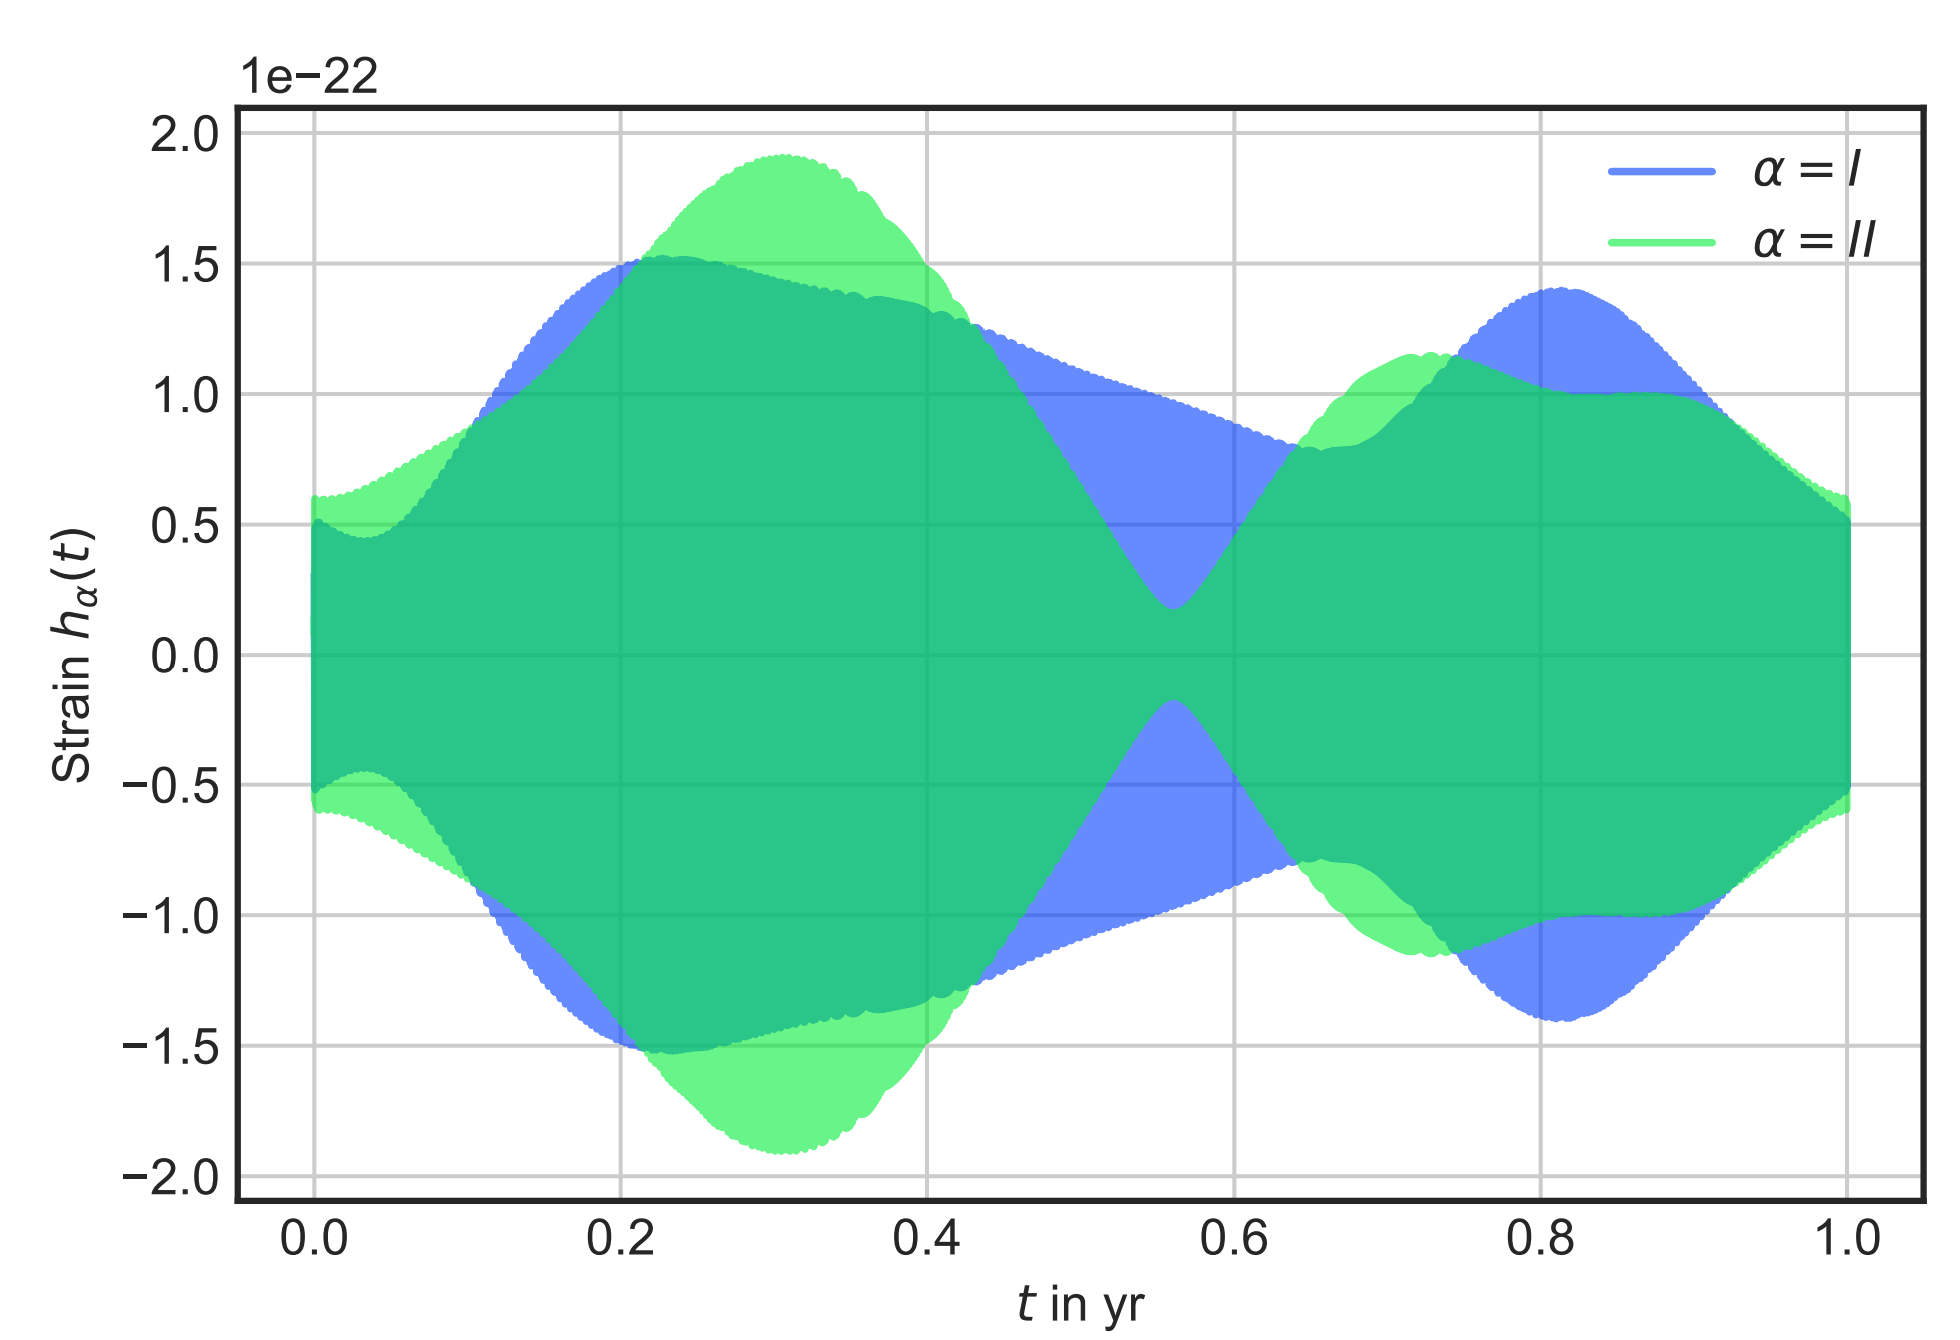 1e−22
2.0
1.5
1.0
0.5
0.0
−0.5
−1.0
−1.5
−2.0
Strain hα(t)
α = I
α = II
0.0 0.2 0.4 0.6 0.8 1.0
t in yr